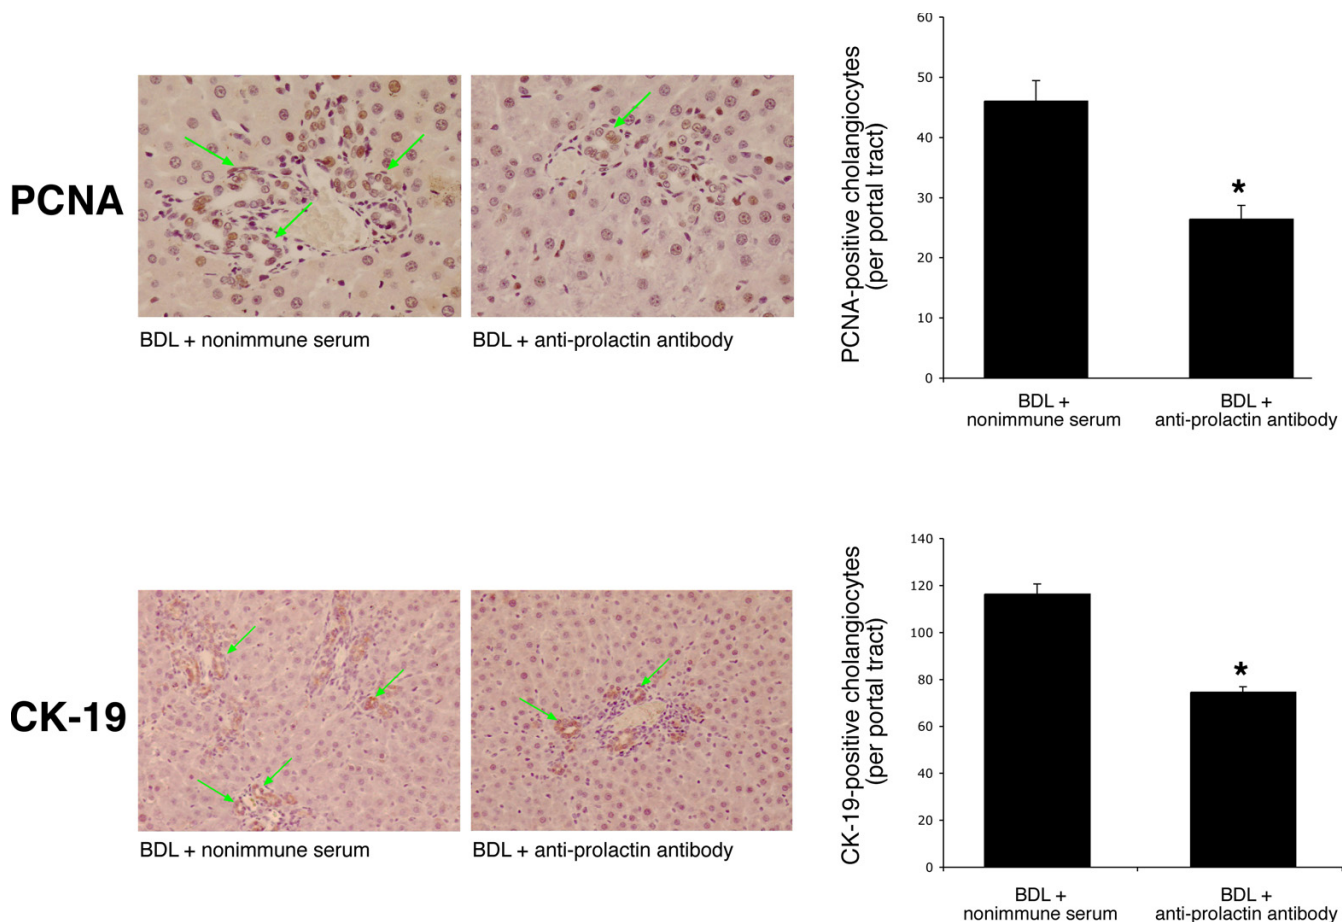 PCNA
BDL + nonimmune serum
BDL + anti-prolactin antibody
PCNA-positive cholangiocytes
(per portal tract)
60
50
40
30
20
10
0
*
BDL +
nonimmune serum
BDL +
anti-prolactin antibody
CK-19
BDL + nonimmune serum
BDL + anti-prolactin antibody
CK-19-positive cholangiocytes
(per portal tract)
140
120
100
80
60
40
20
0
*
BDL +
nonimmune serum
BDL +
anti-prolactin antibody